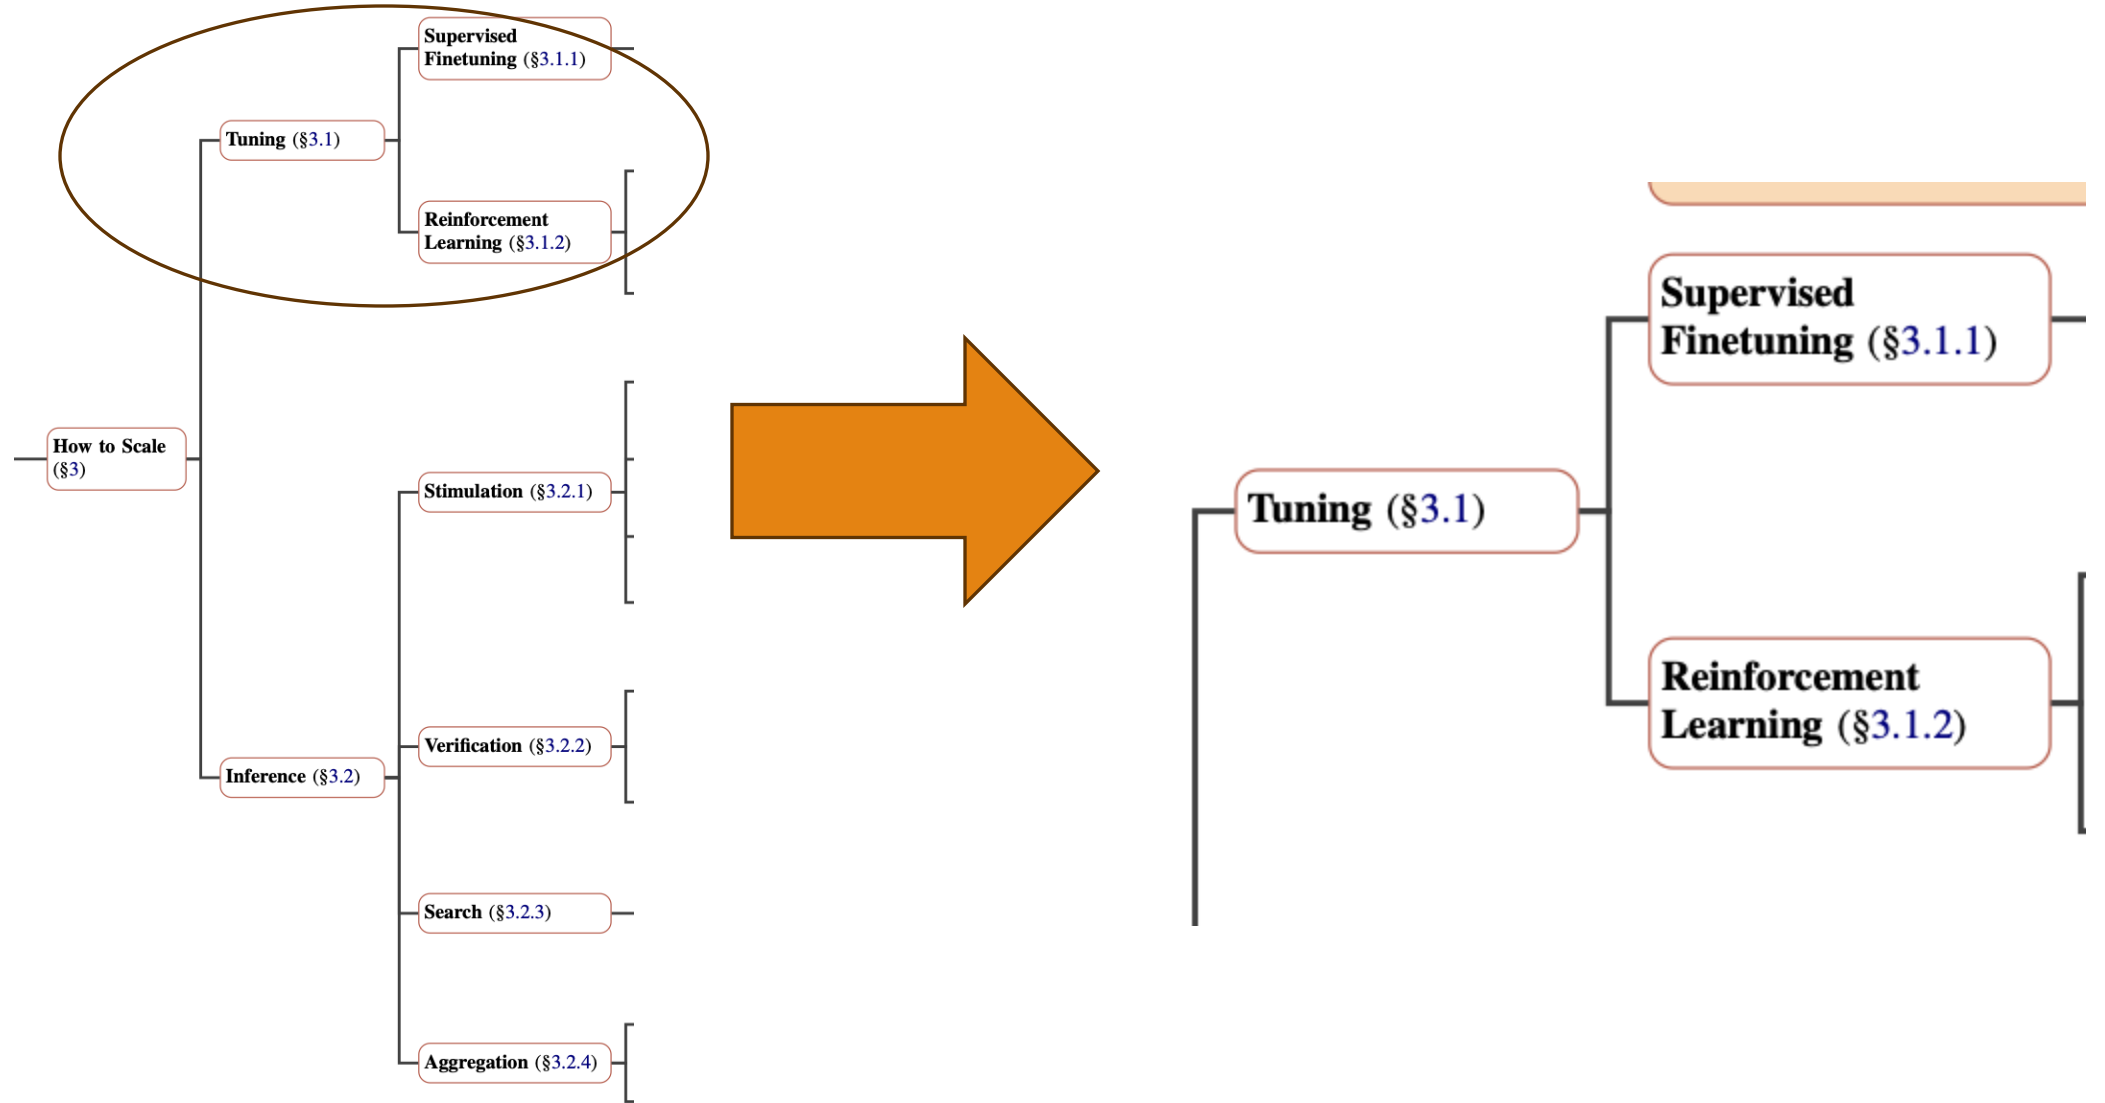 Supervised
Finetuning (§3.1.1)
Tuning (§3.1)
Reinforcement
Learning (§3.1.2)
How to Scale
(§3)
Stimulation (§3.2.1)
Verification (§3.2.2)
Inference (§3.2)
Search (§3.2.3)
Aggregation (§3.2.4)
Supervised
Finetuning (§3.1.1)
Tuning (§3.1)
Reinforcement
Learning (§3.1.2)